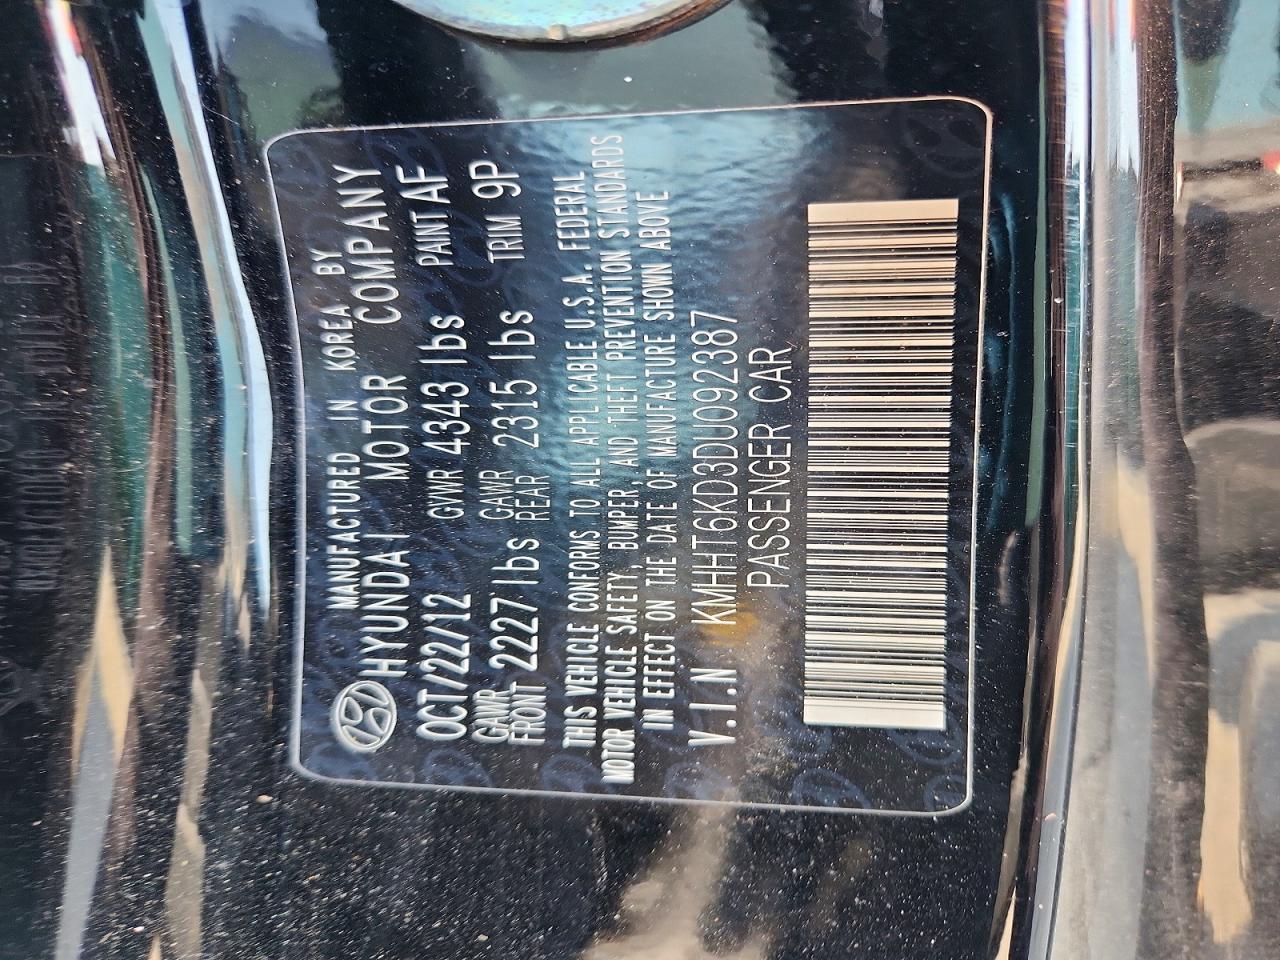 MANUFACTURED IN KOREA BY
HYUNDAI MOTOR COMPANY
OCT/22/12 GVWR 4343 lbs PAINT AF
GAWR FRONT 2227 lbs GAWR REAR 2315 lbs TRIM 9P
THIS VEHICLE CONFORMS TO ALL APPLICABLE U.S.A. FEDERAL
MOTOR VEHICLE SAFETY, BUMPER, AND THEFT PREVENTION STANDARDS
IN EFFECT ON THE DATE OF MANUFACTURE SHOWN ABOVE
V.I.N KMHHT6KD3DU092387
PASSENGER CAR